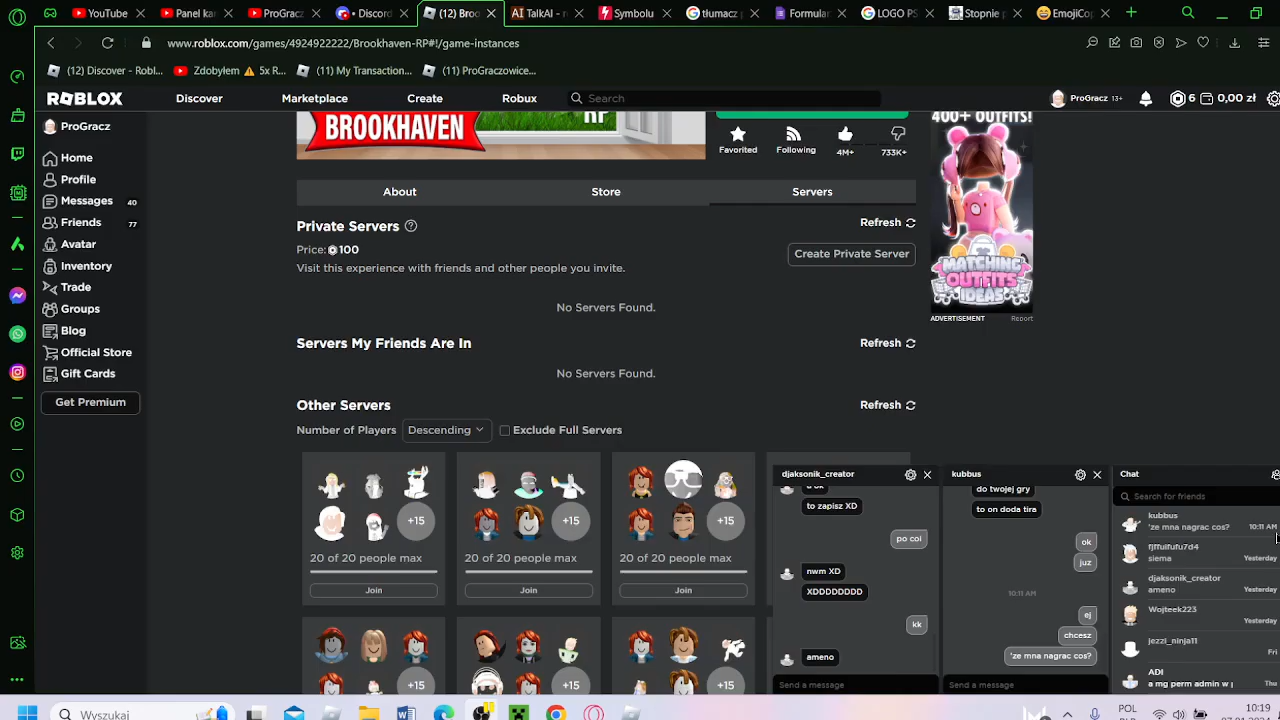 YouTube
Panel ka
ProGracz
Discord
(12) Broo
TalkAI - r
Symbolu
tłumacz
Formular
LOGO PS
Stopnie p
EmojiCop
www.roblox.com/games/4924922222/Brookhaven-RP#!/game-instances
(12) Discover - Robl...
Zdobyłem ⚠ 5x R...
(11) My Transaction...
(11) ProGraczowice...
ROBLOX
Discover
Marketplace
Create
Robux
Search
ProGracz 13+
6
0,00 zł
ProGracz
Home
Profile
Messages 40
Friends 77
Avatar
Inventory
Trade
Groups
Blog
Official Store
Gift Cards
Get Premium
RP
BROOKHAVEN
Favorited
Following
4M+
733K+
400+ OUTFITS!
MATCHING
OUTFITS
IDEAS
ADVERTISEMENT
Report
About
Store
Servers
Private Servers
Refresh
Price: 100
Create Private Server
Visit this experience with friends and other people you invite.
No Servers Found.
Servers My Friends Are In
Refresh
No Servers Found.
Other Servers
Refresh
Number of Players
Descending
Exclude Full Servers
+15
+15
+15
20 of 20 people max
20 of 20 people max
20 of 20 people max
Join
Join
Join
+15
+15
+15
djaksonik_creator
to zapisz XD
po coi
nwm XD
XDDDDDDDD
kk
ameno
Send a message
kubbus
do twojej gry
to on doda tira
ok
juz
10:11 AM
ej
chcesz
'ze mna nagrac cos?
Send a message
Chat
Search for friends
kubbus
'ze mna nagrac cos?
10:11 AM
fjffulfufu7d4
siema
Yesterday
djaksonik_creator
ameno
Yesterday
Wojteek223
Yesterday
jezzi_ninja11
Fri
ADI
a mg perm admin w j
Thu
Wyszukaj
POL
10:19